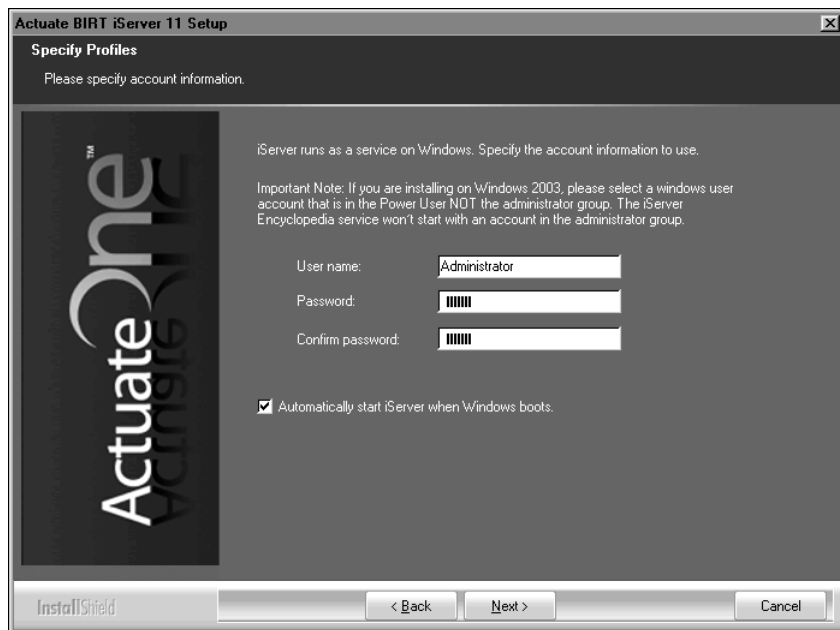 Actuate BIRT iServer 11 Setup
Specify Profiles
Please specify account information.
iServer runs as a service on Windows. Specify the account information to use.
Important Note: If you are installing on Windows 2003, please select a windows user
account that is in the Power User NOT the administrator group. The iServer
Encyclopedia service won't start with an account in the administrator group.
User name:
Administrator
Password:
Confirm password:
Automatically start iServer when Windows boots.
ActuateOne™
InstallShield
< Back
Next >
Cancel